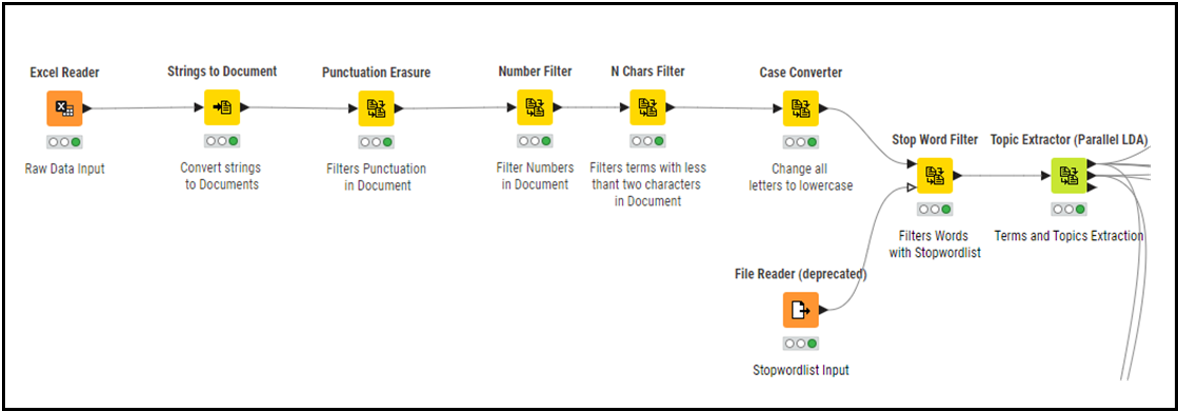 Excel Reader
Raw Data Input
Strings to Document
Convert strings
to Documents
Punctuation Erasure
Filters Punctuation
in Document
Number Filter
Filter Numbers
in Document
N Chars Filter
Filters terms with less
thant two characters
in Document
Case Converter
Change all
letters to lowercase
Stop Word Filter
Filters Words
with Stopwordlist
Topic Extractor (Parallel LDA)
Terms and Topics Extraction
File Reader (deprecated)
Stopwordlist Input